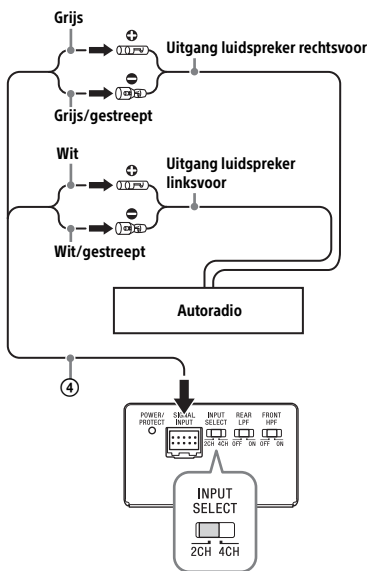 Grijs
Uitgang luidspreker rechtsvoor
Grijs/gestreept
Wit
Uitgang luidspreker
linksvoor
Wit/gestreept
Autoradio
④
POWER/
PROTECT
SIGNAL
INPUT
INPUT
SELECT
REAR
LPF
FRONT
HPF
2CH 4CH
OFF ON
OFF ON
INPUT
SELECT
2CH 4CH